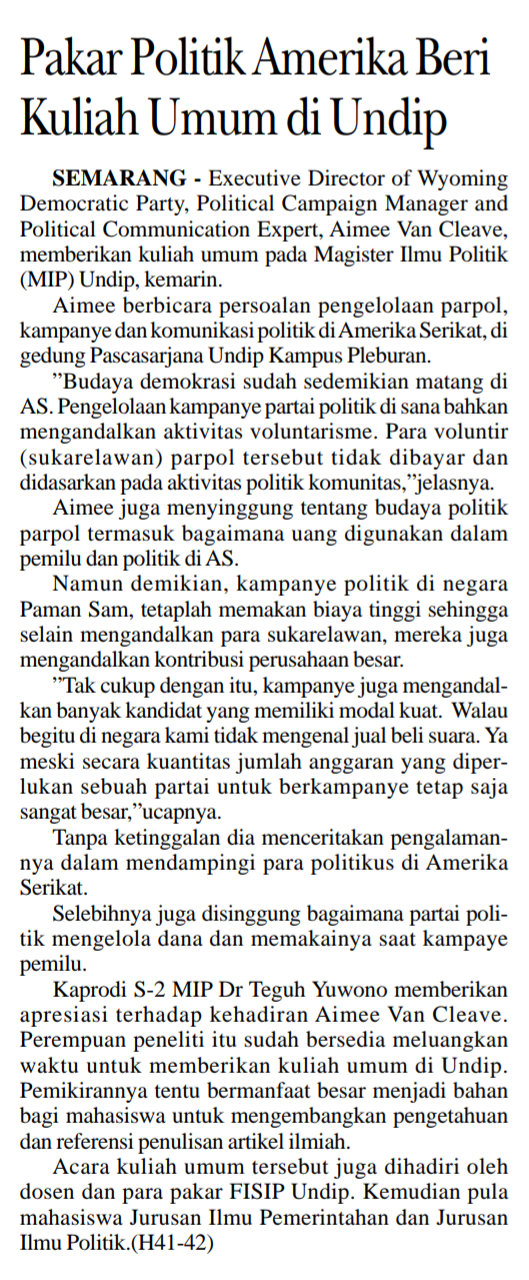 Pakar Politik Amerika Beri
Kuliah Umum di Undip
SEMARANG - Executive Director of Wyoming
Democratic Party, Political Campaign Manager and
Political Communication Expert, Aimee Van Cleave,
memberikan kuliah umum pada Magister Ilmu Politik
(MIP) Undip, kemarin.
Aimee berbicara persoalan pengelolaan parpol,
kampanye dan komunikasi politik di Amerika Serikat, di
gedung Pascasarjana Undip Kampus Pleburan.
”Budaya demokrasi sudah sedemikian matang di
AS. Pengelolaan kampanye partai politik di sana bahkan
mengandalkan aktivitas voluntarisme. Para voluntir
(sukarelawan) parpol tersebut tidak dibayar dan
didasarkan pada aktivitas politik komunitas,”jelasnya.
Aimee juga menyinggung tentang budaya politik
parpol termasuk bagaimana uang digunakan dalam
pemilu dan politik di AS.
Namun demikian, kampanye politik di negara
Paman Sam, tetaplah memakan biaya tinggi sehingga
selain mengandalkan para sukarelawan, mereka juga
mengandalkan kontribusi perusahaan besar.
”Tak cukup dengan itu, kampanye juga mengandal-
kan banyak kandidat yang memiliki modal kuat. Walau
begitu di negara kami tidak mengenal jual beli suara. Ya
meski secara kuantitas jumlah anggaran yang diper-
lukan sebuah partai untuk berkampanye tetap saja
sangat besar,”ucapnya.
Tanpa ketinggalan dia menceritakan pengalaman-
nya dalam mendampingi para politikus di Amerika
Serikat.
Selebihnya juga disinggung bagaimana partai poli-
tik mengelola dana dan memakainya saat kampaye
pemilu.
Kaprodi S-2 MIP Dr Teguh Yuwono memberikan
apresiasi terhadap kehadiran Aimee Van Cleave.
Perempuan peneliti itu sudah bersedia meluangkan
waktu untuk memberikan kuliah umum di Undip.
Pemikirannya tentu bermanfaat besar menjadi bahan
bagi mahasiswa untuk mengembangkan pengetahuan
dan referensi penulisan artikel ilmiah.
Acara kuliah umum tersebut juga dihadiri oleh
dosen dan para pakar FISIP Undip. Kemudian pula
mahasiswa Jurusan Ilmu Pemerintahan dan Jurusan
Ilmu Politik.(H41-42)